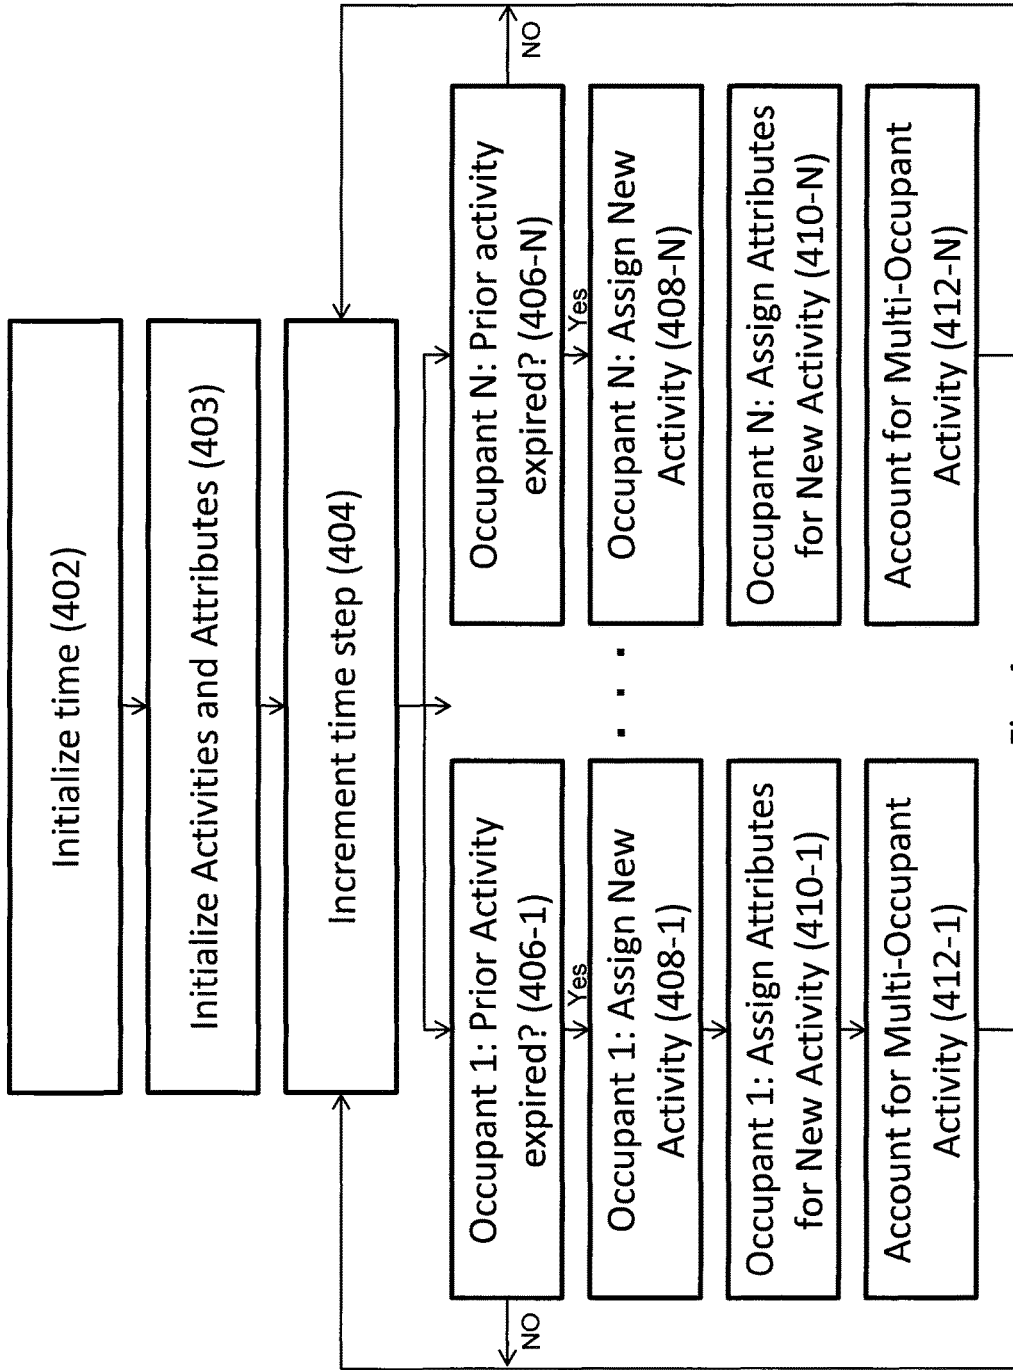 Initialize time (402)
Initialize Activities and Attributes (403)
Increment time step (404)
Occupant 1: Prior Activity
expired? (406-1)
NO
Yes
Occupant 1: Assign New
Activity (408-1)
Occupant 1: Assign Attributes
for New Activity (410-1)
Account for Multi-Occupant
Activity (412-1)
. . .
Occupant N: Prior activity
expired? (406-N)
NO
Yes
Occupant N: Assign New
Activity (408-N)
Occupant N: Assign Attributes
for New Activity (410-N)
Account for Multi-Occupant
Activity (412-N)